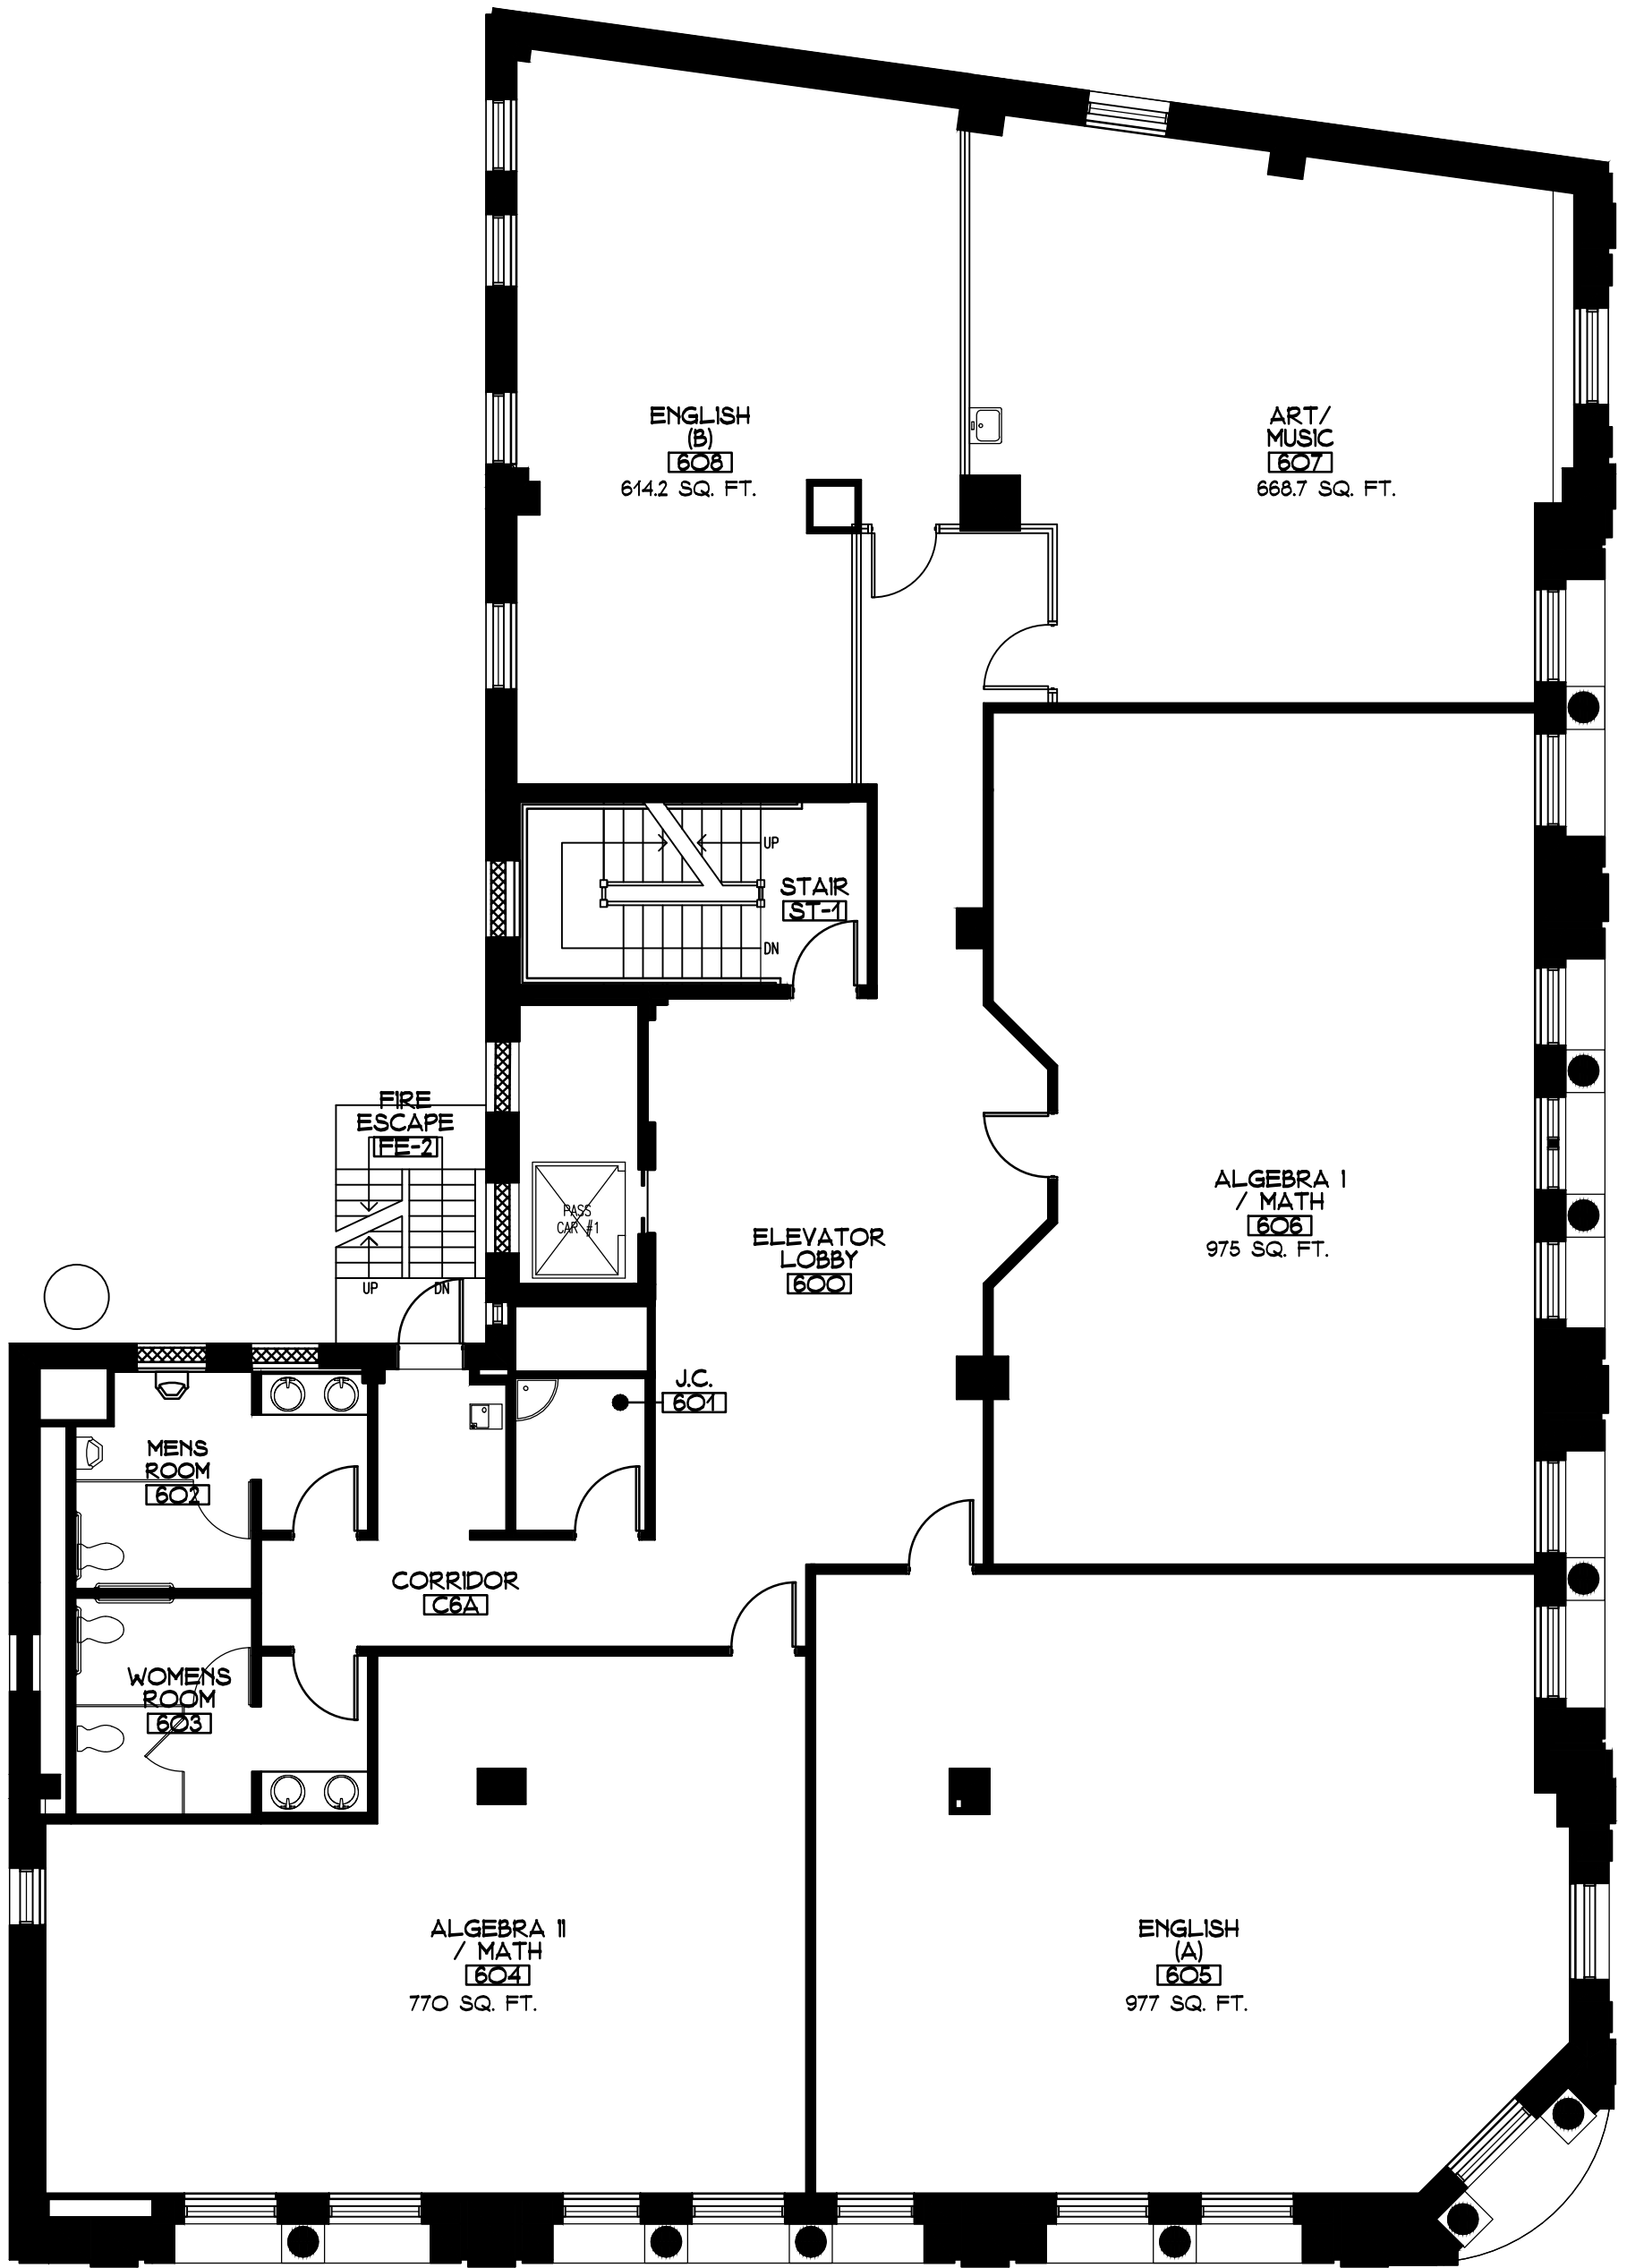 ENGLISH
(B)
608
614.2 SQ. FT.
ART/
MUSIC
607
668.7 SQ. FT.
UP
STAIR
ST-1
DN
FIRE
ESCAPE
FE-2
UP
DN
PASS
CAR #1
ELEVATOR
LOBBY
600
ALGEBRA I
/ MATH
606
975 SQ. FT.
J.C.
601
MENS
ROOM
602
CORRIDOR
C6A
WOMENS
ROOM
603
ALGEBRA II
/ MATH
604
770 SQ. FT.
ENGLISH
(A)
605
977 SQ. FT.